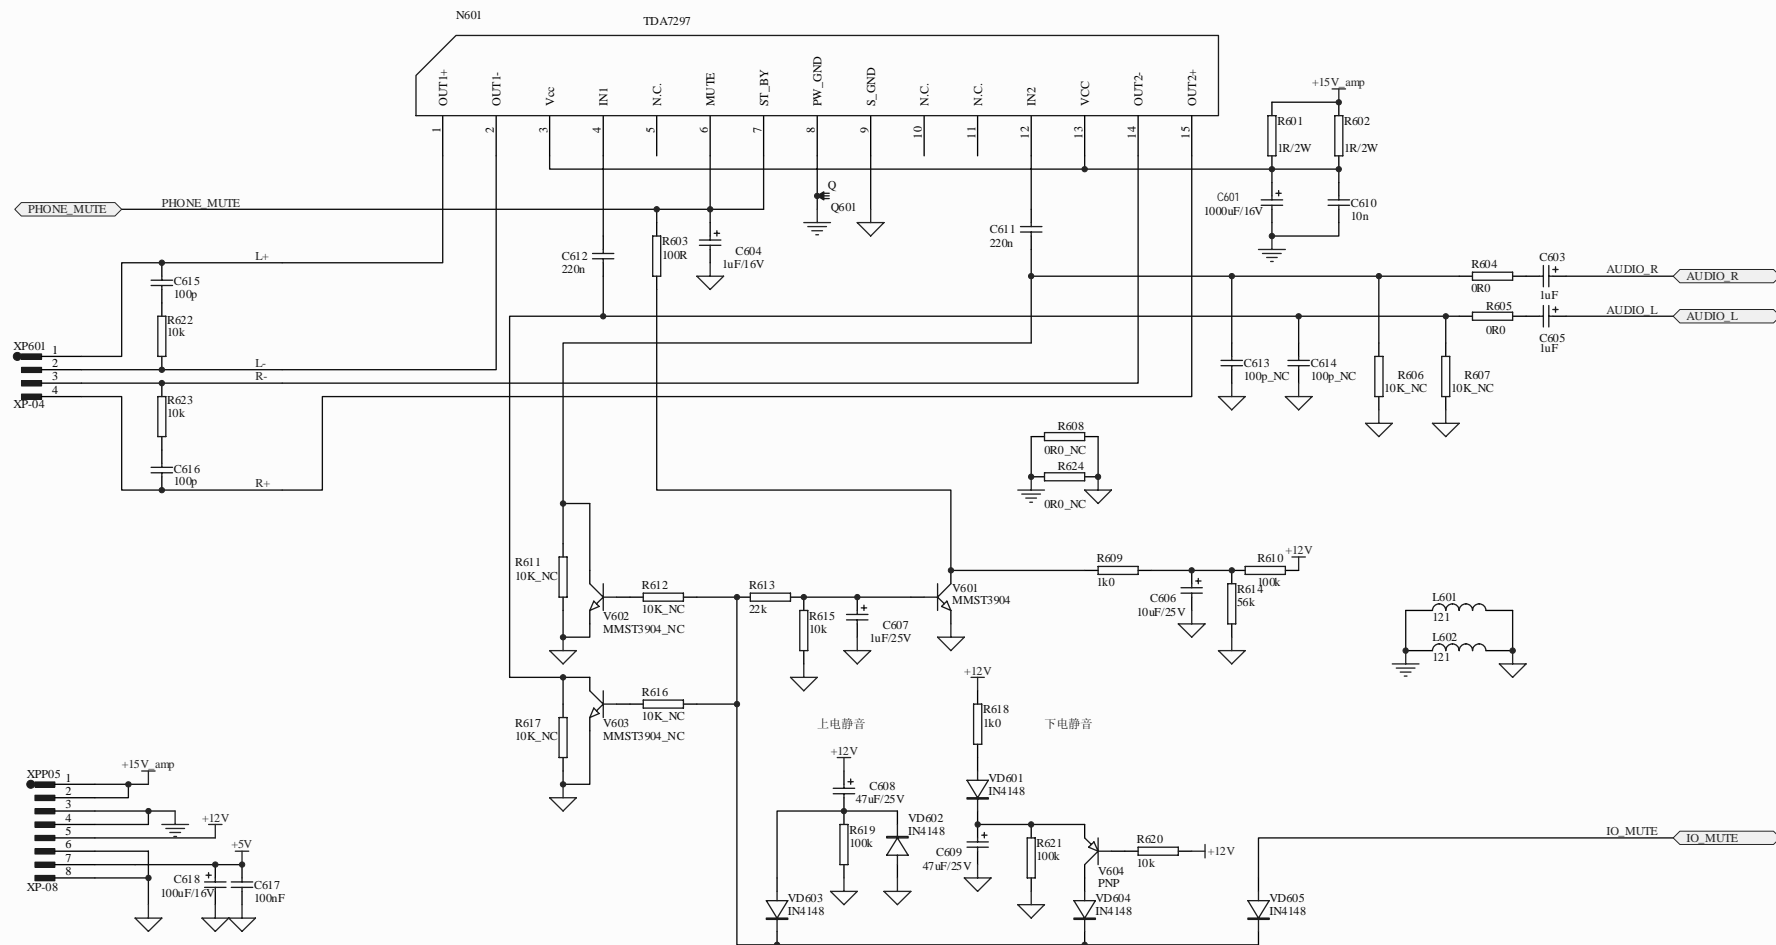 N601
TDA7297
OUT1+
OUT1-
Vcc
IN1
N.C.
MUTE
ST_BY
PW_GND
S_GND
N.C.
N.C.
IN2
VCC
OUT2-
OUT2+
1
2
3
4
5
6
7
8
9
10
11
12
13
14
15
+15V_amp
R601
1R/2W
R602
1R/2W
C601
1000uF/16V
C610
10n
PHONE_MUTE
PHONE_MUTE
Q
Q601
R603
100R
C604
1uF/16V
C612
220n
C611
220n
L+
C615
100p
R622
10k
XP601
1
2
3
4
XP-04
L-
R-
R623
10k
C616
100p
R+
R604
0R0
C603
1uF
AUDIO_R
AUDIO_R
R605
0R0
C605
1uF
AUDIO_L
AUDIO_L
C613
100p_NC
C614
100p_NC
R606
10K_NC
R607
10K_NC
R608
0R0_NC
R624
0R0_NC
R611
10K_NC
V602
MMST3904_NC
R612
10K_NC
R613
22k
R615
10k
C607
1uF/25V
V601
MMST3904
R609
1k0
C606
10uF/25V
R610
100k
+12V
R614
56k
L601
121
L602
121
R617
10K_NC
V603
MMST3904_NC
R616
10K_NC
上电静音
+12V
C608
47uF/25V
R619
100k
VD602
IN4148
VD603
IN4148
下电静音
+12V
R618
1k0
VD601
IN4148
C609
47uF/25V
R621
100k
V604
PNP
R620
10k
+12V
VD604
IN4148
VD605
IN4148
IO_MUTE
IO_MUTE
XPP05
1
2
3
4
5
6
7
8
XP-08
+15V_amp
+12V
+5V
C618
100uF/16V
C617
100nF